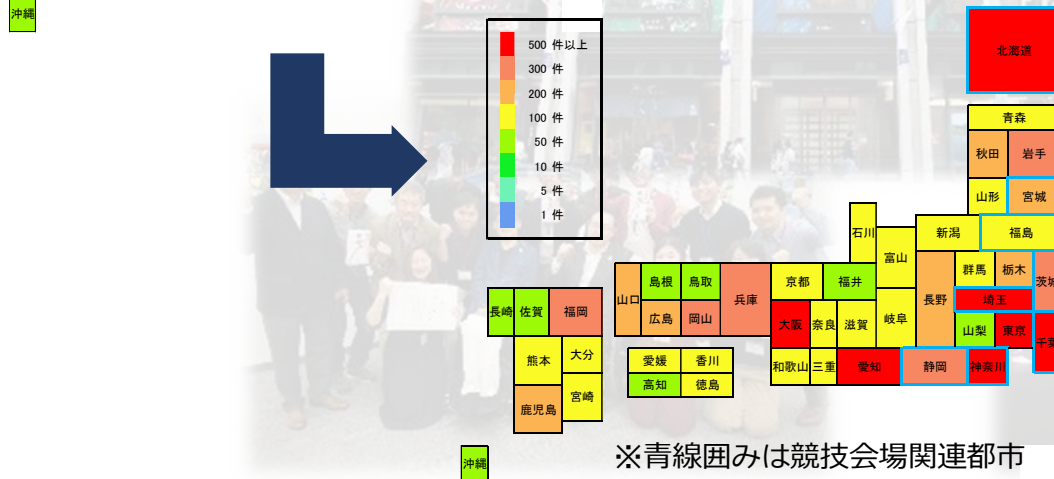 沖縄
500 件以上
300 件
200 件
100 件
50 件
10 件
5 件
1 件
北海道
青森
秋田
岩手
山形
宮城
石川
新潟
福島
富山
群馬
栃木
茨城
島根
鳥取
兵庫
京都
福井
長野
山口
埼玉
長崎
佐賀
福岡
広島
岡山
大阪
奈良
滋賀
岐阜
山梨
東京
千葉
熊本
大分
愛媛
香川
和歌山
三重
愛知
静岡
神奈川
高知
徳島
宮崎
鹿児島
沖縄
※青線囲みは競技会場関連都市